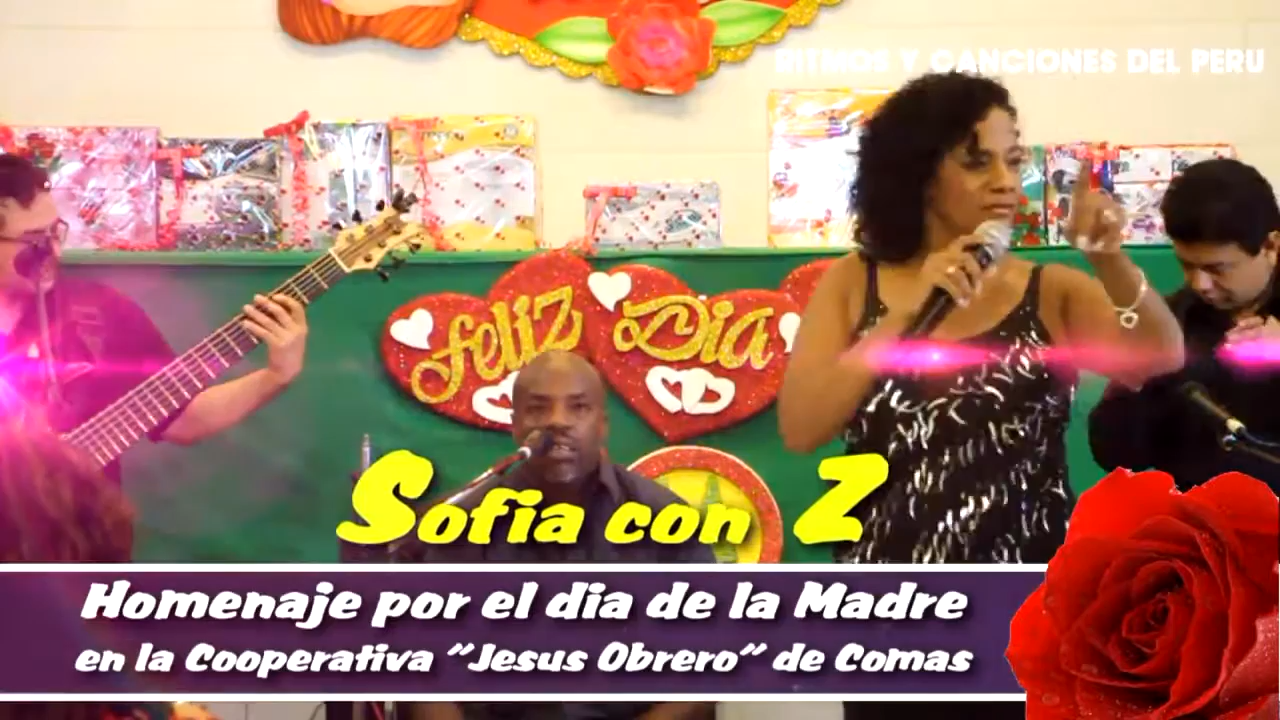 RITMOS Y CANCIONES DEL PERU
feliz Dia
Sofia con Z
Homenaje por el dia de la Madre
en la Cooperativa "Jesus Obrero" de Comas